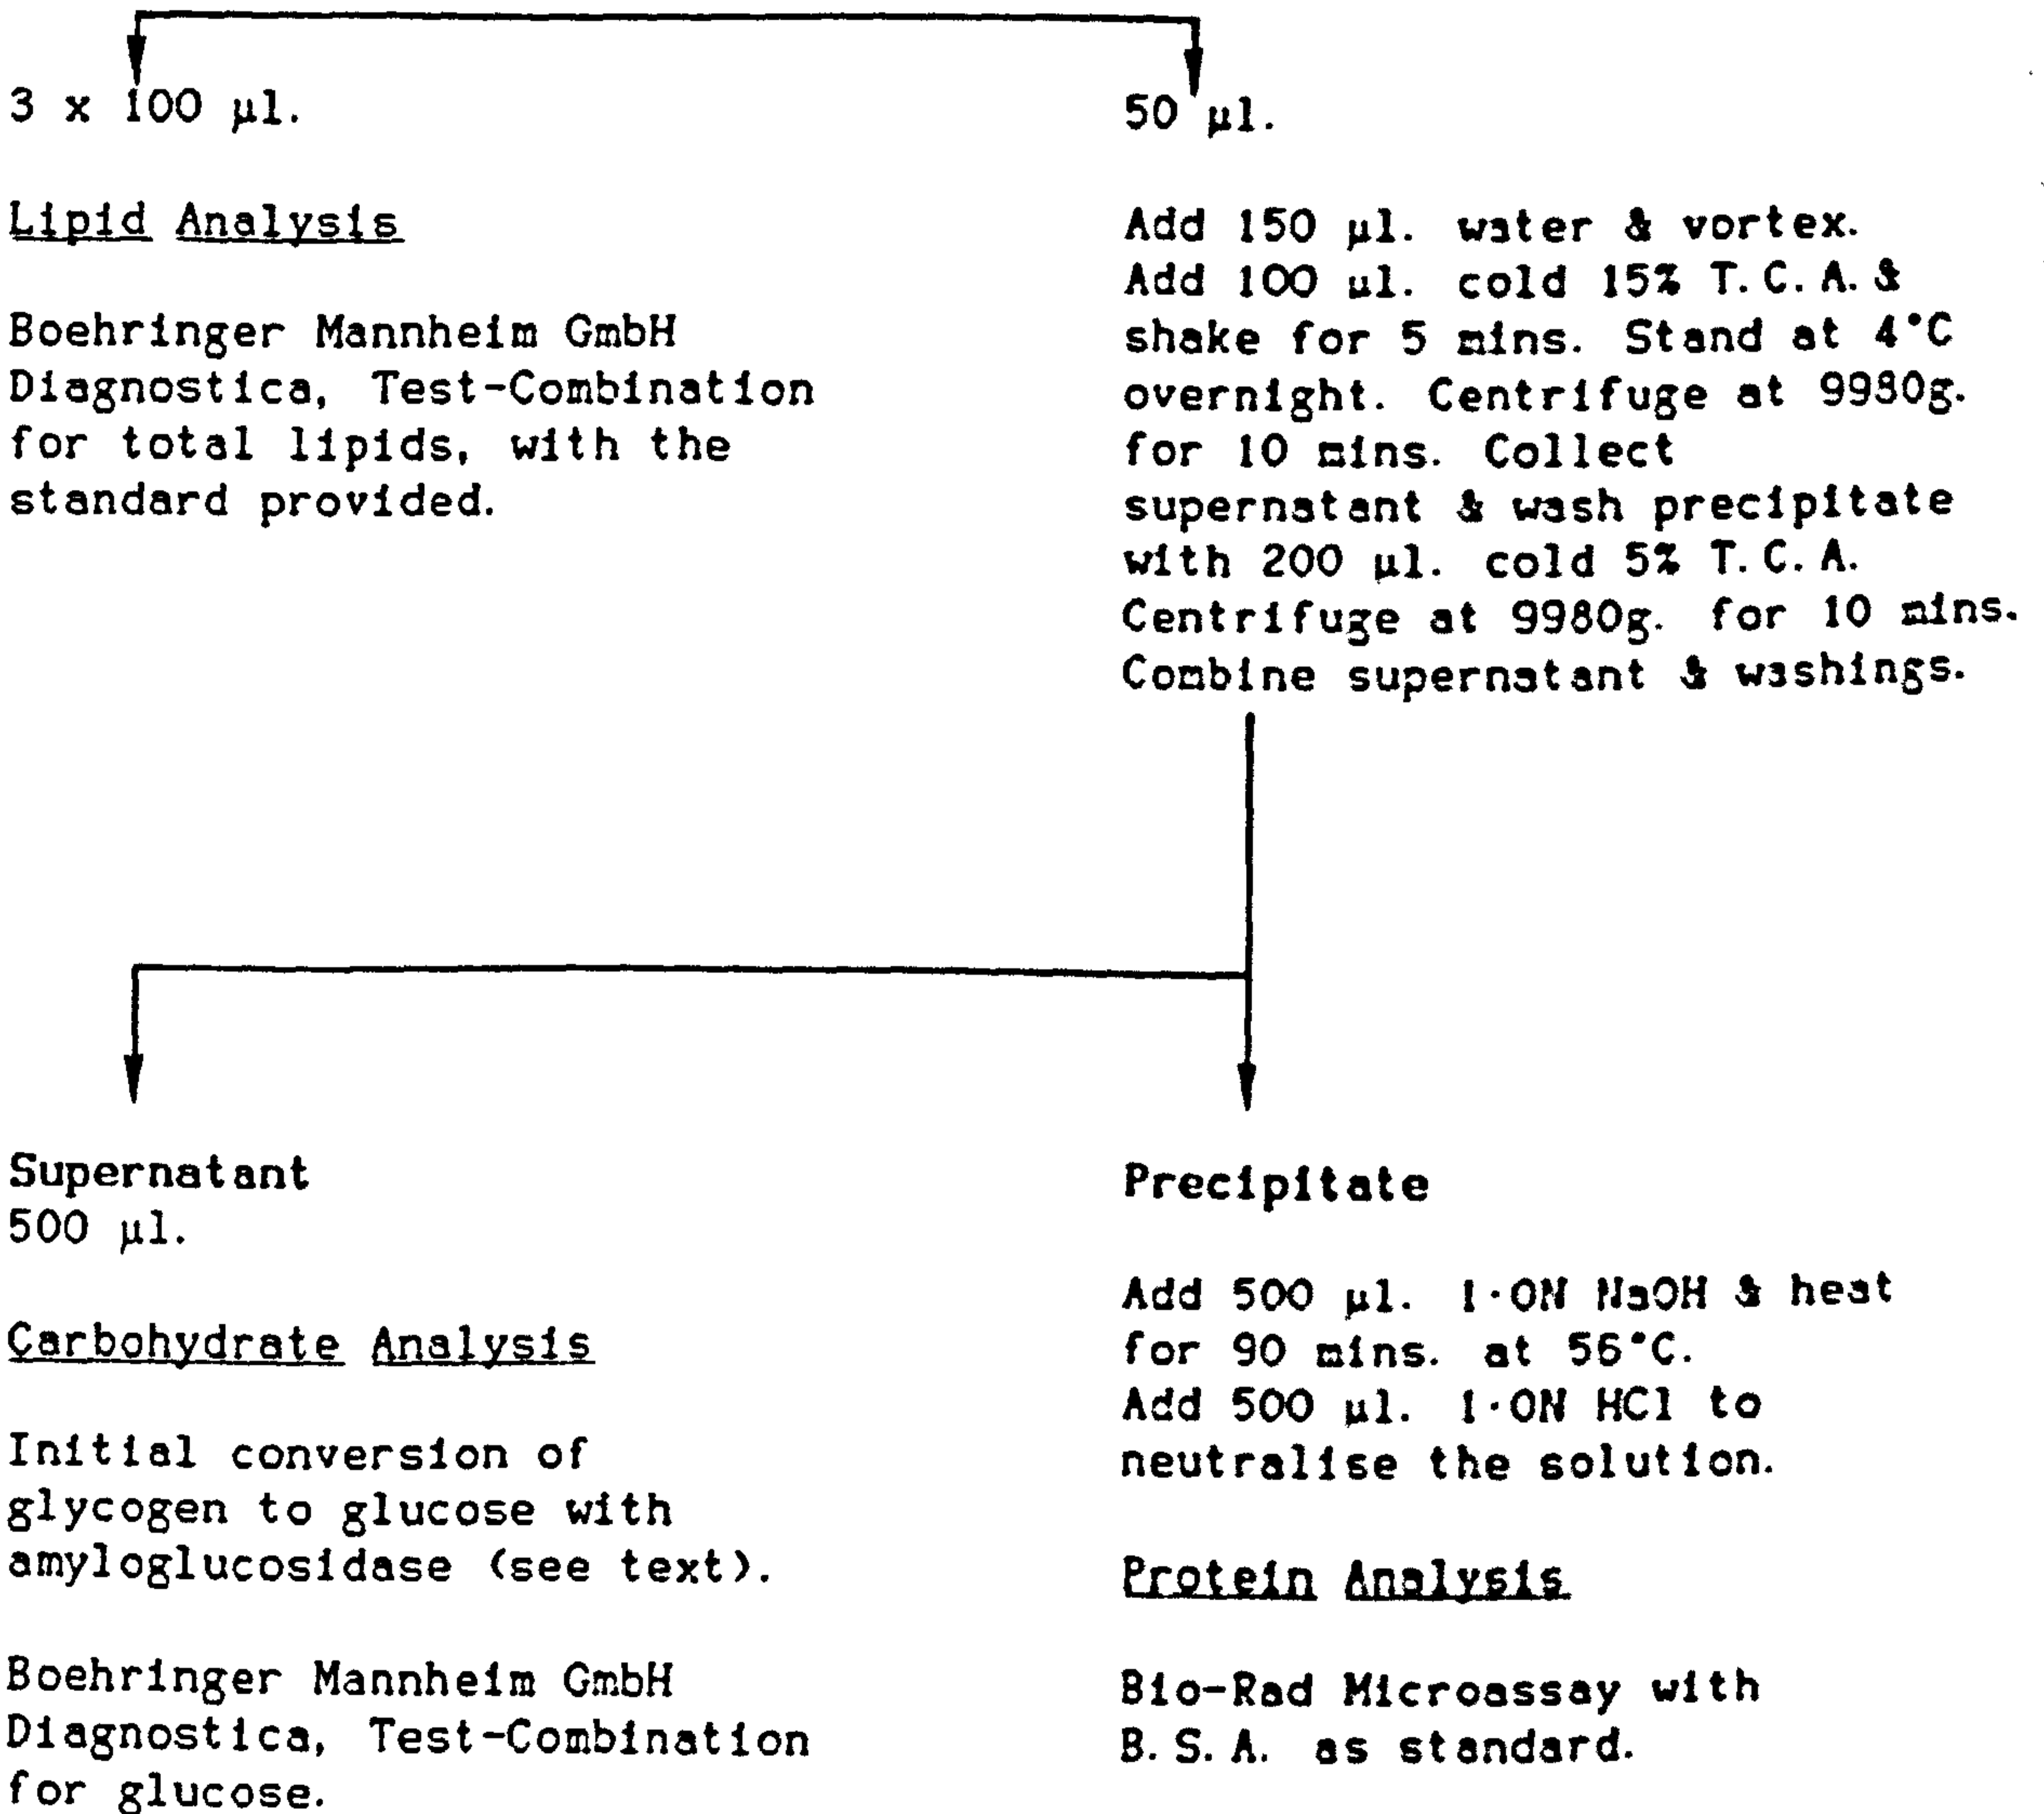 3 x 100 µl.
Lipid Analysis
Boehringer Mannheim GmbH
Diagnostica, Test-Combination
for total lipids, with the
standard provided.
50 µl.
Add 150 µl. water & vortex.
Add 100 µl. cold 15% T.C.A. &
shake for 5 mins. Stand at 4°C
overnight. Centrifuge at 9980g.
for 10 mins. Collect
supernatant & wash precipitate
with 200 µl. cold 5% T.C.A.
Centrifuge at 9980g. for 10 mins.
Combine supernatant & washings.
Supernatant
500 µl.
Carbohydrate Analysis
Initial conversion of
glycogen to glucose with
amyloglucosidase (see text).
Boehringer Mannheim GmbH
Diagnostica, Test-Combination
for glucose.
Precipitate
Add 500 µl. 1·0N NaOH & heat
for 90 mins. at 56°C.
Add 500 µl. 1·0N HCl to
neutralise the solution.
Protein Analysis
Bio-Rad Microassay with
B.S.A. as standard.